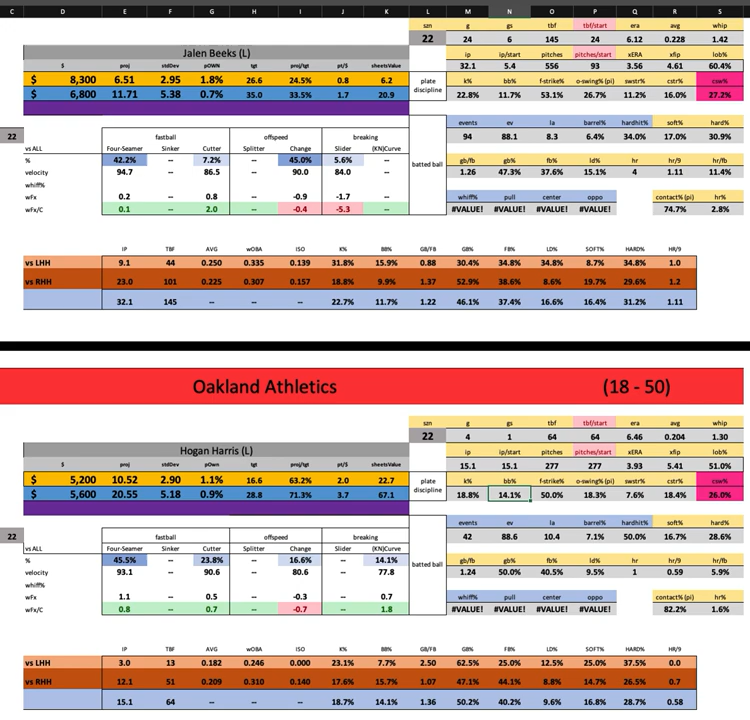 C D E F G H I J K L M N O P Q R S
szn g gs tbf tbf/start era avg whip
22 24 6 145 24 6.12 0.228 1.42
Jalen Beeks (L)
ip ip/start pitches pitches/start xERA xfip lob%
32.1 5.4 556 93 3.56 4.61 60.4%
$ proj stdDev pOWN tgt proj/tgt pt/$ sheetsValue
$ 8,300 6.51 2.95 1.8% 26.6 24.5% 0.8 6.2
$ 6,800 11.71 5.38 0.7% 35.0 33.5% 1.7 20.9
plate discipline
k% bb% f-strike% o-swing% (pi) swstr% cstr% csw%
22.8% 11.7% 53.1% 26.7% 11.2% 16.0% 27.2%
events ev la barrel% hardhit% soft% hard%
94 88.1 8.3 6.4% 34.0% 17.0% 30.9%
22
fastball offspeed breaking
vs ALL Four-Seamer Sinker Cutter Splitter Change Slider (KN)Curve
% 42.2% -- 7.2% -- 45.0% 5.6% --
velocity 94.7 -- 86.5 -- 90.0 84.0 --
whiff%
wFx 0.2 -- 0.8 -- -0.9 -1.7 --
wFx/C 0.1 -- 2.0 -- -0.4 -5.3 --
batted ball
gb/fb gb% fb% ld% hr hr/9 hr/fb
1.26 47.3% 37.6% 15.1% 4 1.11 11.4%
whiff% pull center oppo contact% (pi) hr%
#VALUE! #VALUE! #VALUE! #VALUE! 74.7% 2.8%
IP TBF AVG wOBA ISO K% BB% GB/FB GB% FB% LD% SOFT% HARD% HR/9
vs LHH 9.1 44 0.250 0.335 0.139 31.8% 15.9% 0.88 30.4% 34.8% 34.8% 8.7% 34.8% 1.0
vs RHH 23.0 101 0.225 0.307 0.157 18.8% 9.9% 1.37 52.9% 38.6% 8.6% 19.7% 29.6% 1.2
32.1 145 -- -- -- 22.7% 11.7% 1.22 46.1% 37.4% 16.6% 16.4% 31.2% 1.11
Oakland Athletics (18 - 50)
szn g gs tbf tbf/start era avg whip
22 4 1 64 64 6.46 0.204 1.30
Hogan Harris (L)
ip ip/start pitches pitches/start xERA xfip lob%
15.1 15.1 277 277 3.93 5.41 51.0%
$ proj stdDev pOwn tgt proj/tgt pt/$ sheetsValue
$ 5,200 10.52 2.90 1.1% 16.6 63.2% 2.0 22.7
$ 5,600 20.55 5.18 0.9% 28.8 71.3% 3.7 67.1
plate discipline
k% bb% f-strike% o-swing% (pi) swstr% cstr% csw%
18.8% 14.1% 50.0% 18.3% 7.6% 18.4% 26.0%
events ev la barrel% hardhit% soft% hard%
42 88.6 10.4 7.1% 50.0% 16.7% 28.6%
22
fastball offspeed breaking
vs ALL Four-Seamer Sinker Cutter Splitter Change Slider (KN)Curve
% 45.5% -- 23.8% -- 16.6% -- 14.1%
velocity 93.1 -- 90.6 -- 80.6 -- 77.8
whiff%
wFx 1.1 -- 0.5 -- -0.3 -- 0.7
wFx/C 0.8 -- 0.7 -- -0.7 -- 1.8
batted ball
gb/fb gb% fb% ld% hr hr/9 hr/fb
1.24 50.0% 40.5% 9.5% 1 0.59 5.9%
whiff% pull center oppo contact% (pi) hr%
#VALUE! #VALUE! #VALUE! #VALUE! 82.2% 1.6%
IP TBF AVG wOBA ISO K% BB% GB/FB GB% FB% LD% SOFT% HARD% HR/9
vs LHH 3.0 13 0.182 0.246 0.000 23.1% 7.7% 2.50 62.5% 25.0% 12.5% 25.0% 37.5% 0.0
vs RHH 12.1 51 0.209 0.310 0.140 17.6% 15.7% 1.07 47.1% 44.1% 8.8% 14.7% 26.5% 0.7
15.1 64 -- -- -- 18.7% 14.1% 1.36 50.2% 40.2% 9.6% 16.8% 28.7% 0.58